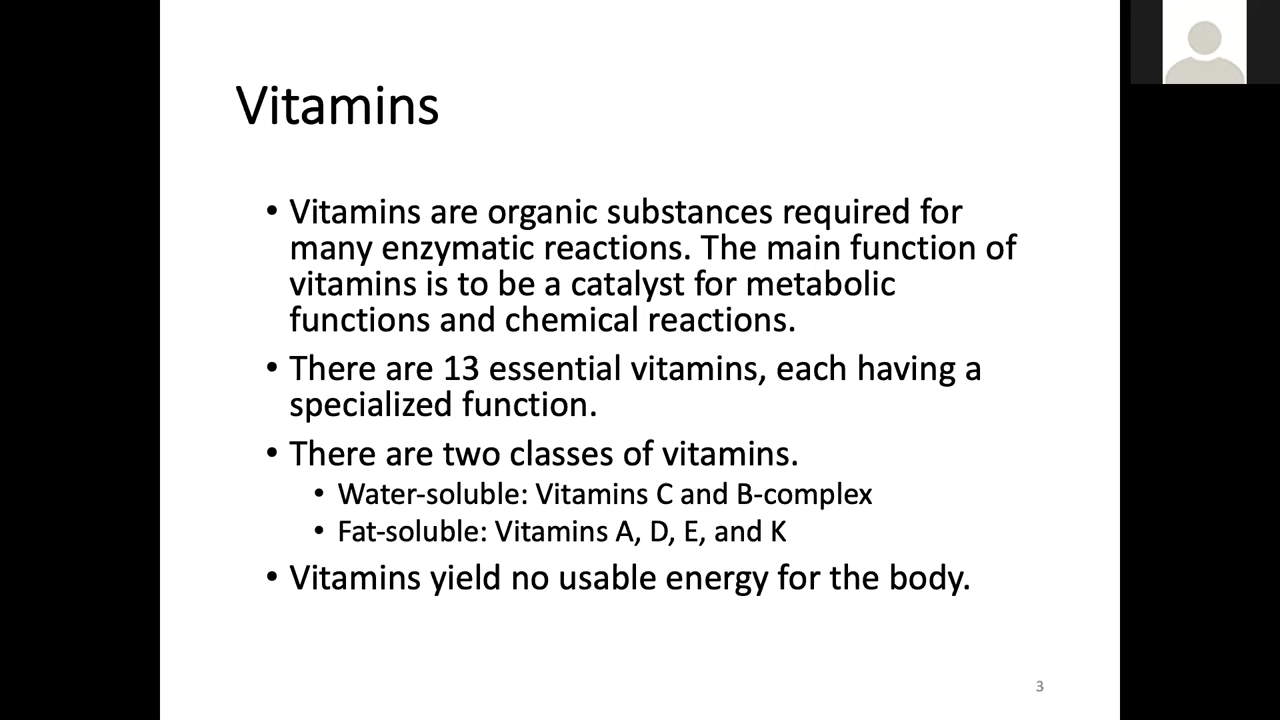 Vitamins
• Vitamins are organic substances required for
many enzymatic reactions. The main function of
vitamins is to be a catalyst for metabolic
functions and chemical reactions.
• There are 13 essential vitamins, each having a
specialized function.
• There are two classes of vitamins.
• Water-soluble: Vitamins C and B-complex
• Fat-soluble: Vitamins A, D, E, and K
• Vitamins yield no usable energy for the body.
3